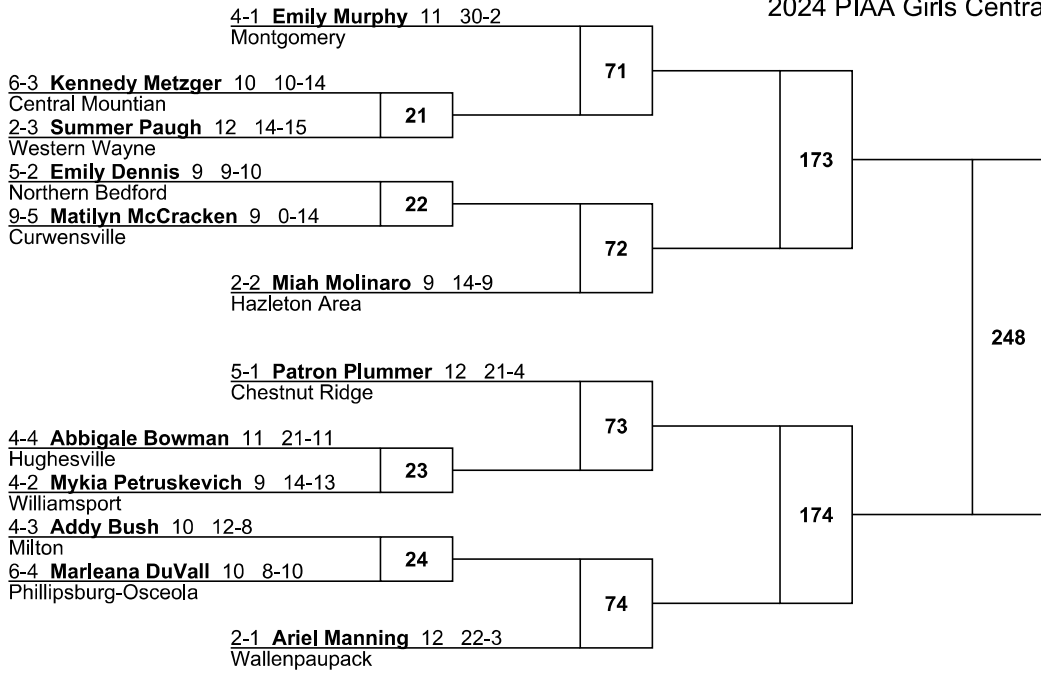 2024 PIAA Girls Centra
4-1 Emily Murphy 11 30-2
Montgomery
71
6-3 Kennedy Metzger 10 10-14
Central Mountian
21
2-3 Summer Paugh 12 14-15
Western Wayne
173
5-2 Emily Dennis 9 9-10
Northern Bedford
22
9-5 Matilyn McCracken 9 0-14
Curwensville
72
2-2 Miah Molinaro 9 14-9
Hazleton Area
248
5-1 Patron Plummer 12 21-4
Chestnut Ridge
73
4-4 Abbigale Bowman 11 21-11
Hughesville
23
4-2 Mykia Petruskevich 9 14-13
Williamsport
174
4-3 Addy Bush 10 12-8
Milton
24
6-4 Marleana DuVall 10 8-10
Phillipsburg-Osceola
74
2-1 Ariel Manning 12 22-3
Wallenpaupack